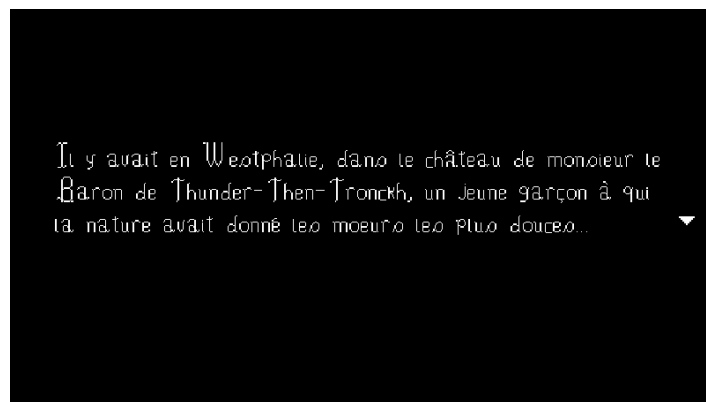 Il y avait en Westphalie, dans le château de monsieur le
Baron de Thunder-Then-Tronckh, un jeune garçon à qui
la nature avait donné les moeurs les plus douces...